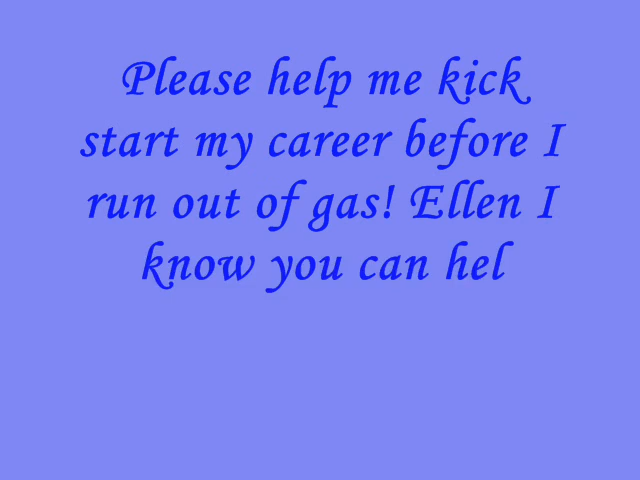 Please help me kick
start my career before I
run out of gas! Ellen I
know you can hel